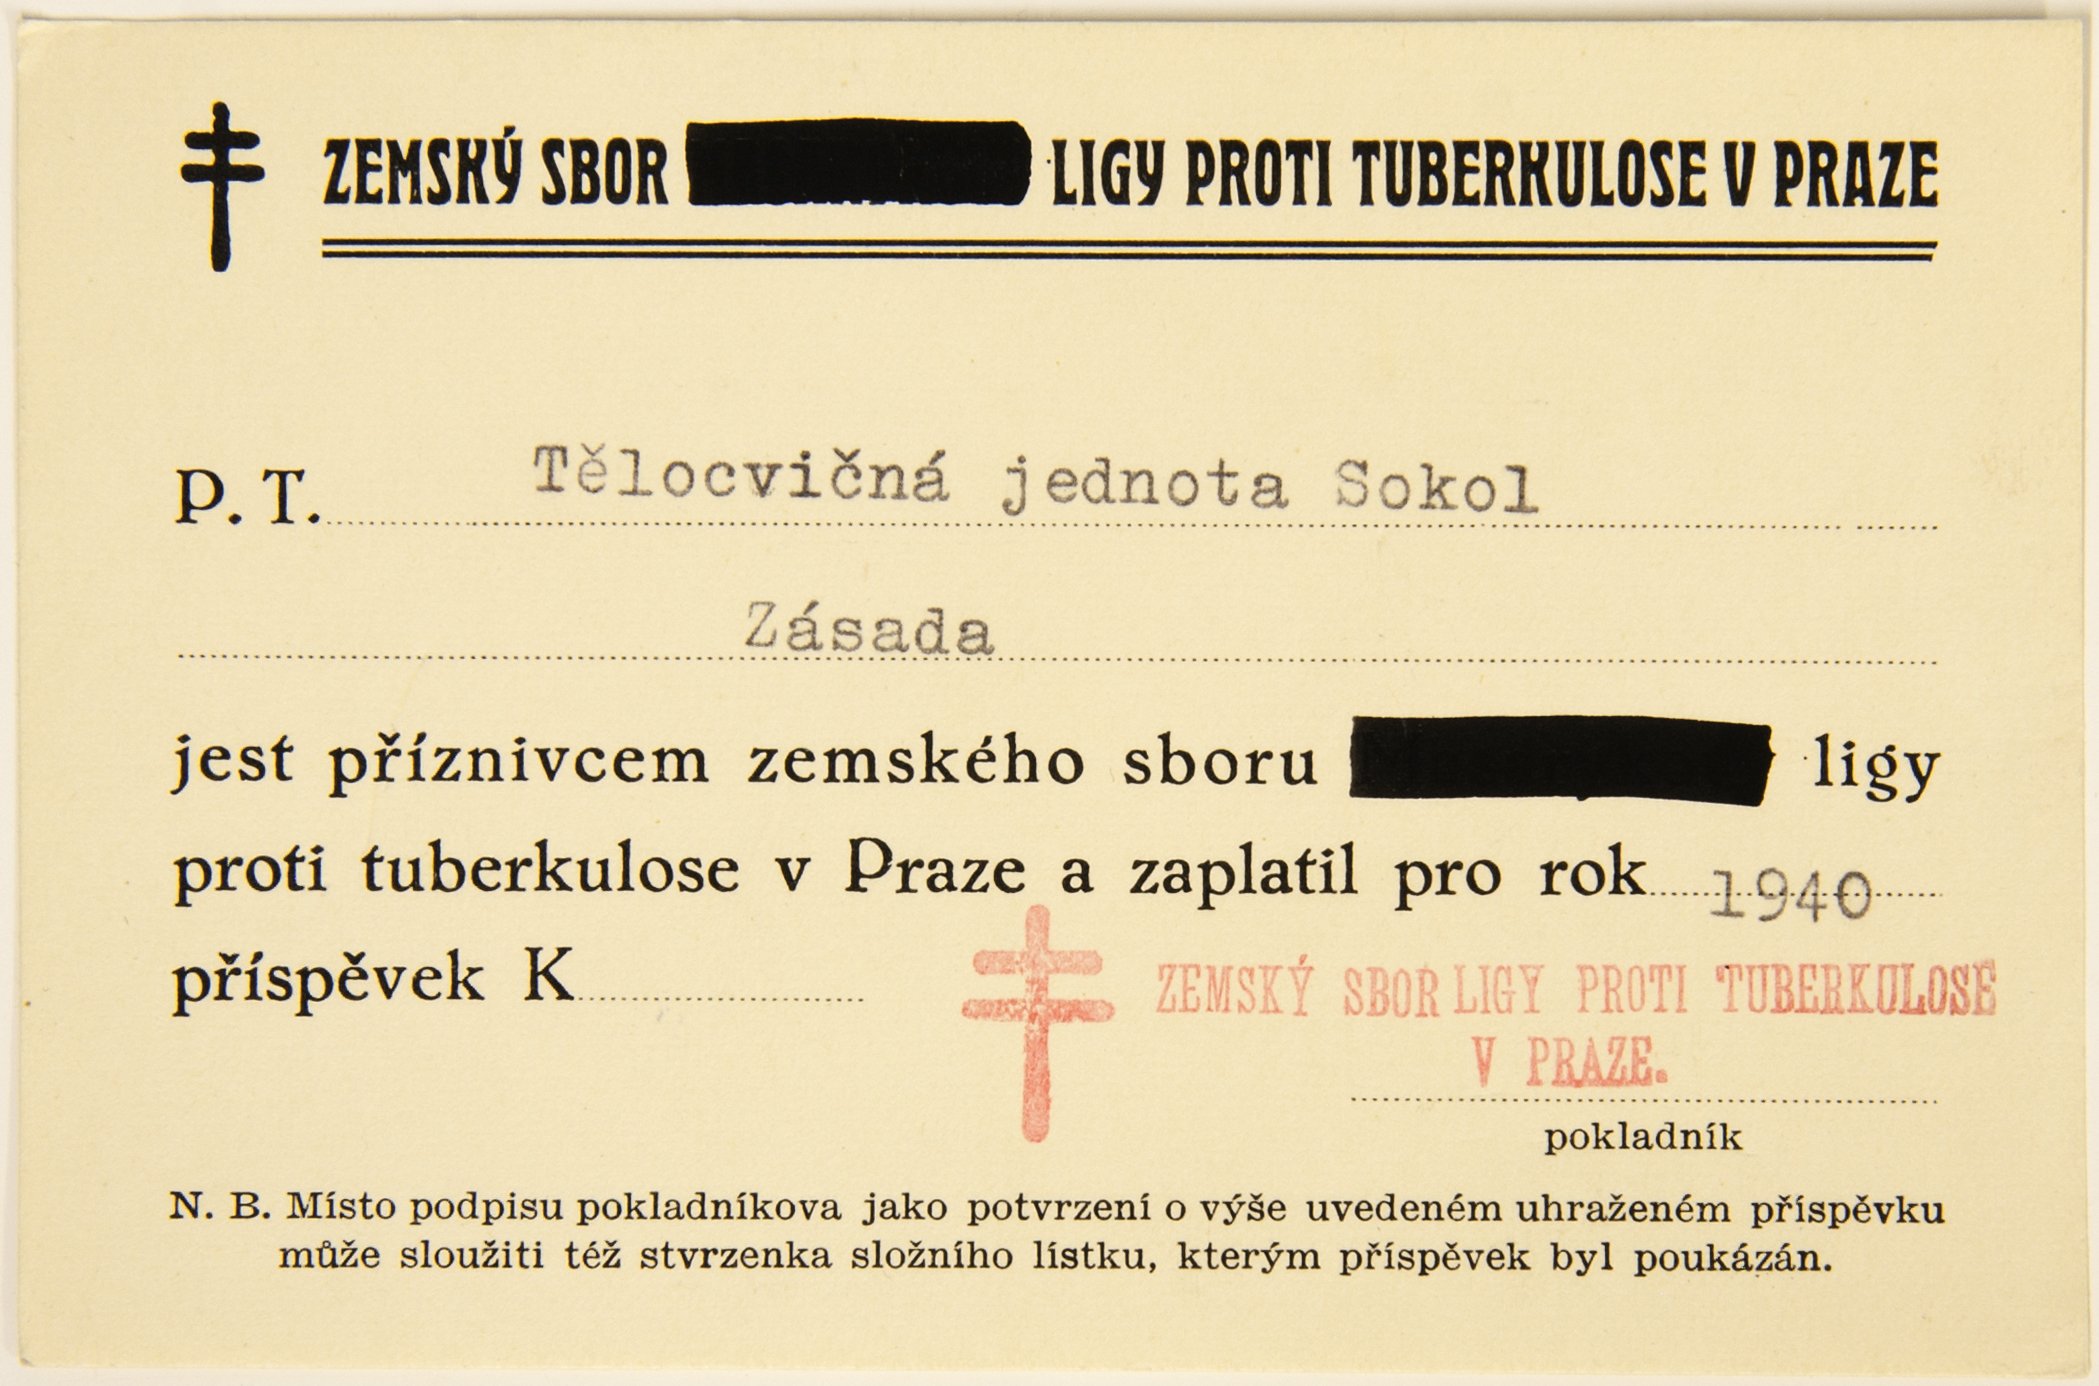 ZEMSKÝ SBOR LIGY PROTI TUBERKULOSE V PRAZE
P. T. Tělocvičná jednota Sokol
Zásada
jest příznivcem zemského sboru ligy
proti tuberkulose v Praze a zaplatil pro rok 1940
příspěvek K
ZEMSKÝ SBOR LIGY PROTI TUBERKULOSE
V PRAZE.
pokladník
N. B. Místo podpisu pokladníkova jako potvrzení o výše uvedeném uhraženém příspěvku
může sloužiti též stvrzenka složního lístku, kterým příspěvek byl poukázán.